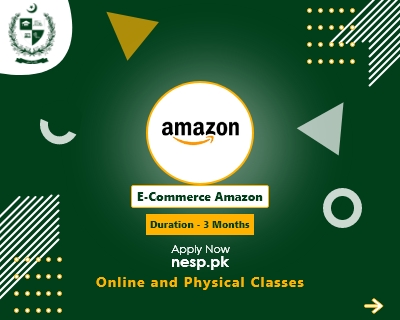 amazon
E-Commerce Amazon
Duration - 3 Months
Apply Now
nesp.pk
Online and Physical Classes